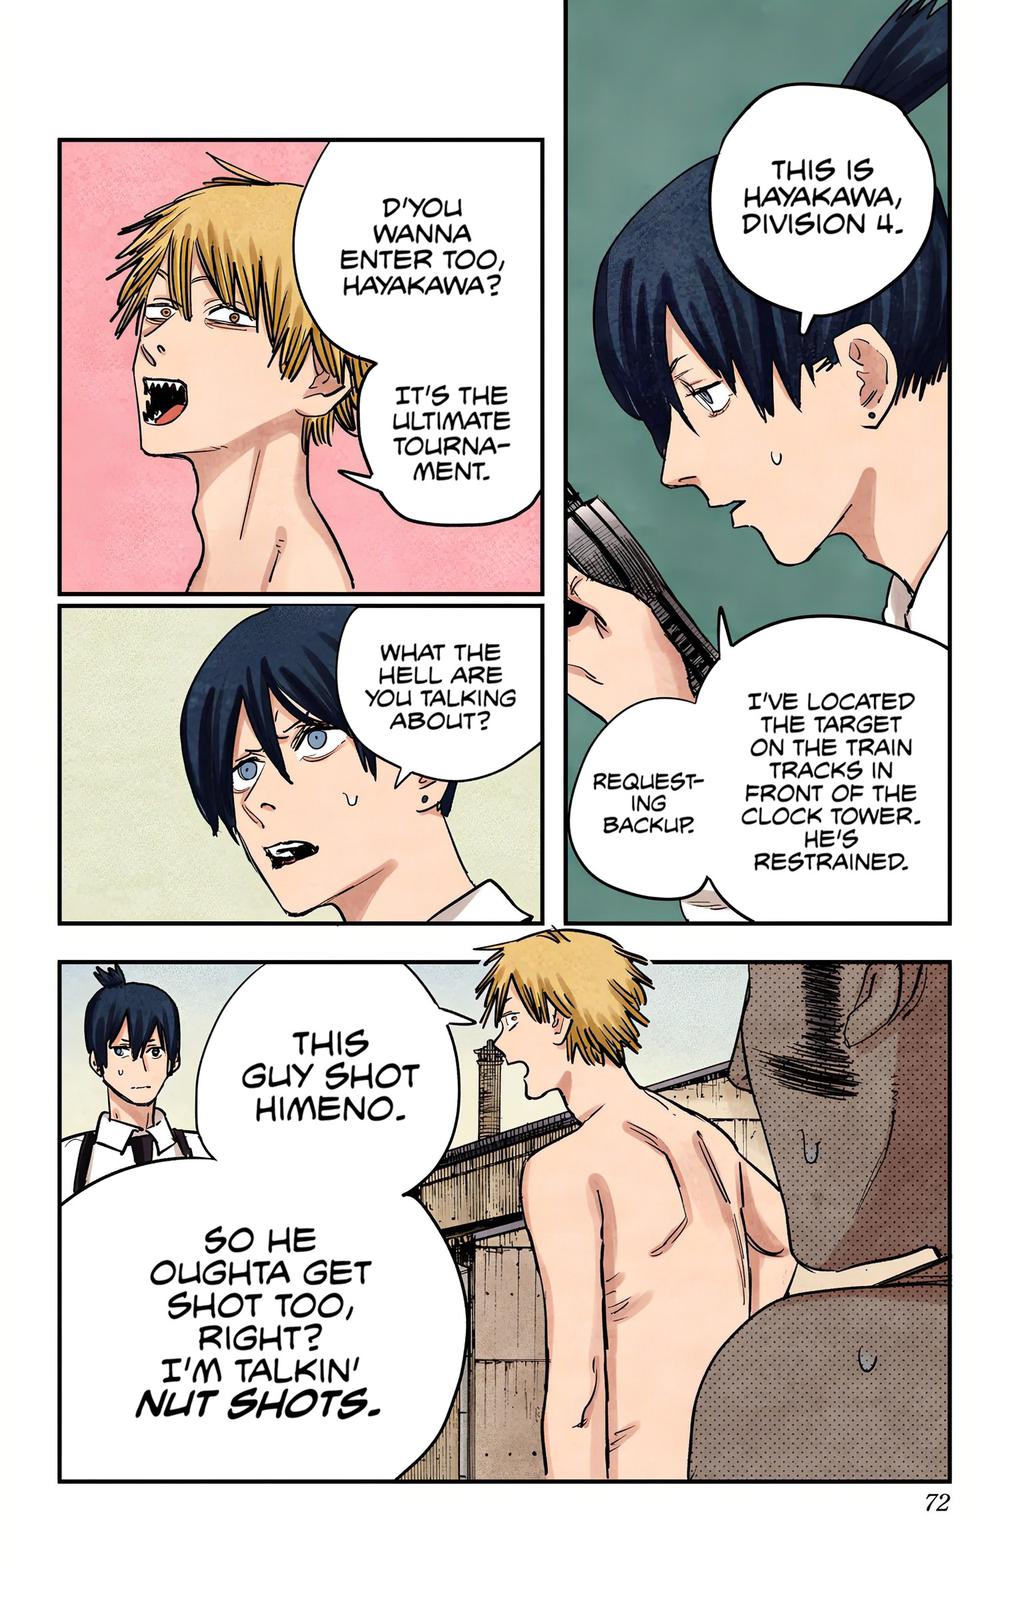 THIS IS
HAYAKAWA,
DIVISION 4.
I'VE LOCATED
THE TARGET
ON THE TRAIN
TRACKS IN
FRONT OF THE
CLOCK TOWER.
HE'S
RESTRAINED.
REQUEST-
ING
BACKUP.
D'YOU
WANNA
ENTER TOO,
HAYAKAWA?
IT'S THE
ULTIMATE
TOURNA-
MENT.
WHAT THE
HELL ARE
YOU TALKING
ABOUT?
THIS
GUY SHOT
HIMENO.
SO HE
OUGHTA GET
SHOT TOO,
RIGHT?
I'M TALKIN'
NUT SHOTS.
72